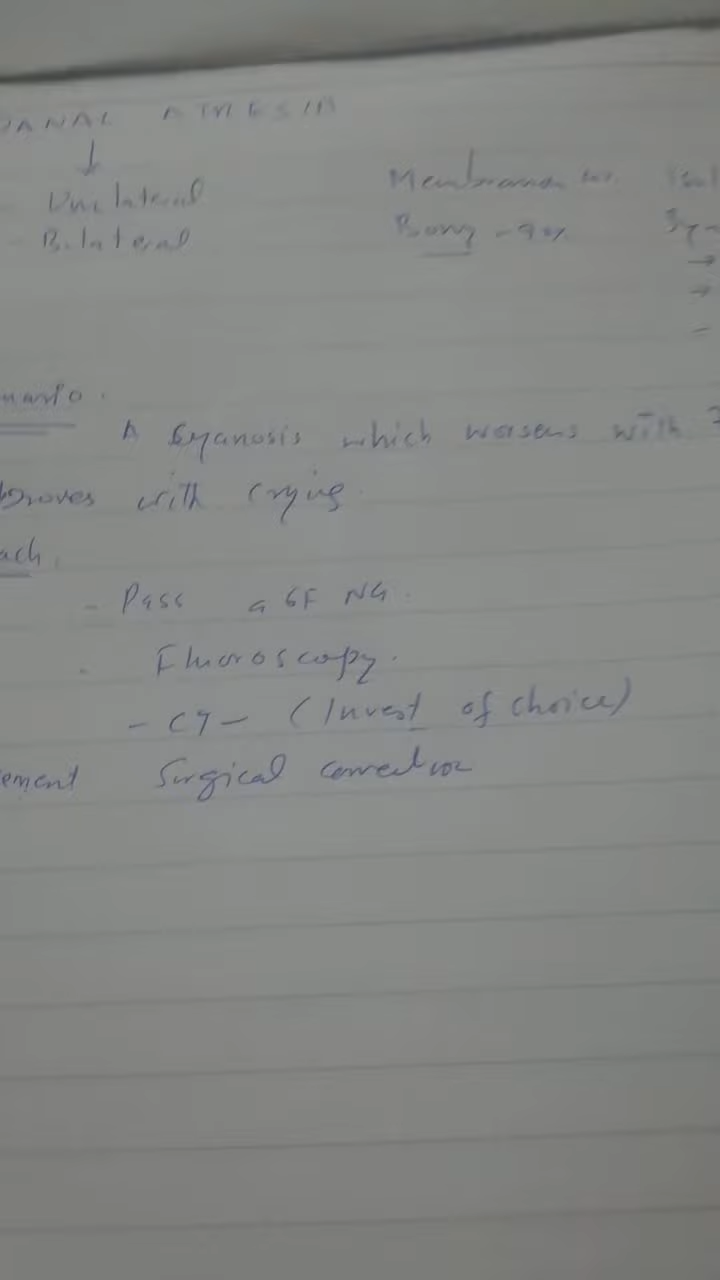 ANAL ATRESIA
↓
Unilateral
- Bilateral
Membranous
Bony - 90%
Sy
→
→
-
A Cyanosis which worsens with
proves with crying
ach.
- Pass a 6F NG.
- Fluoroscopy.
- CT - (Invest of choice)
ement Surgical correction